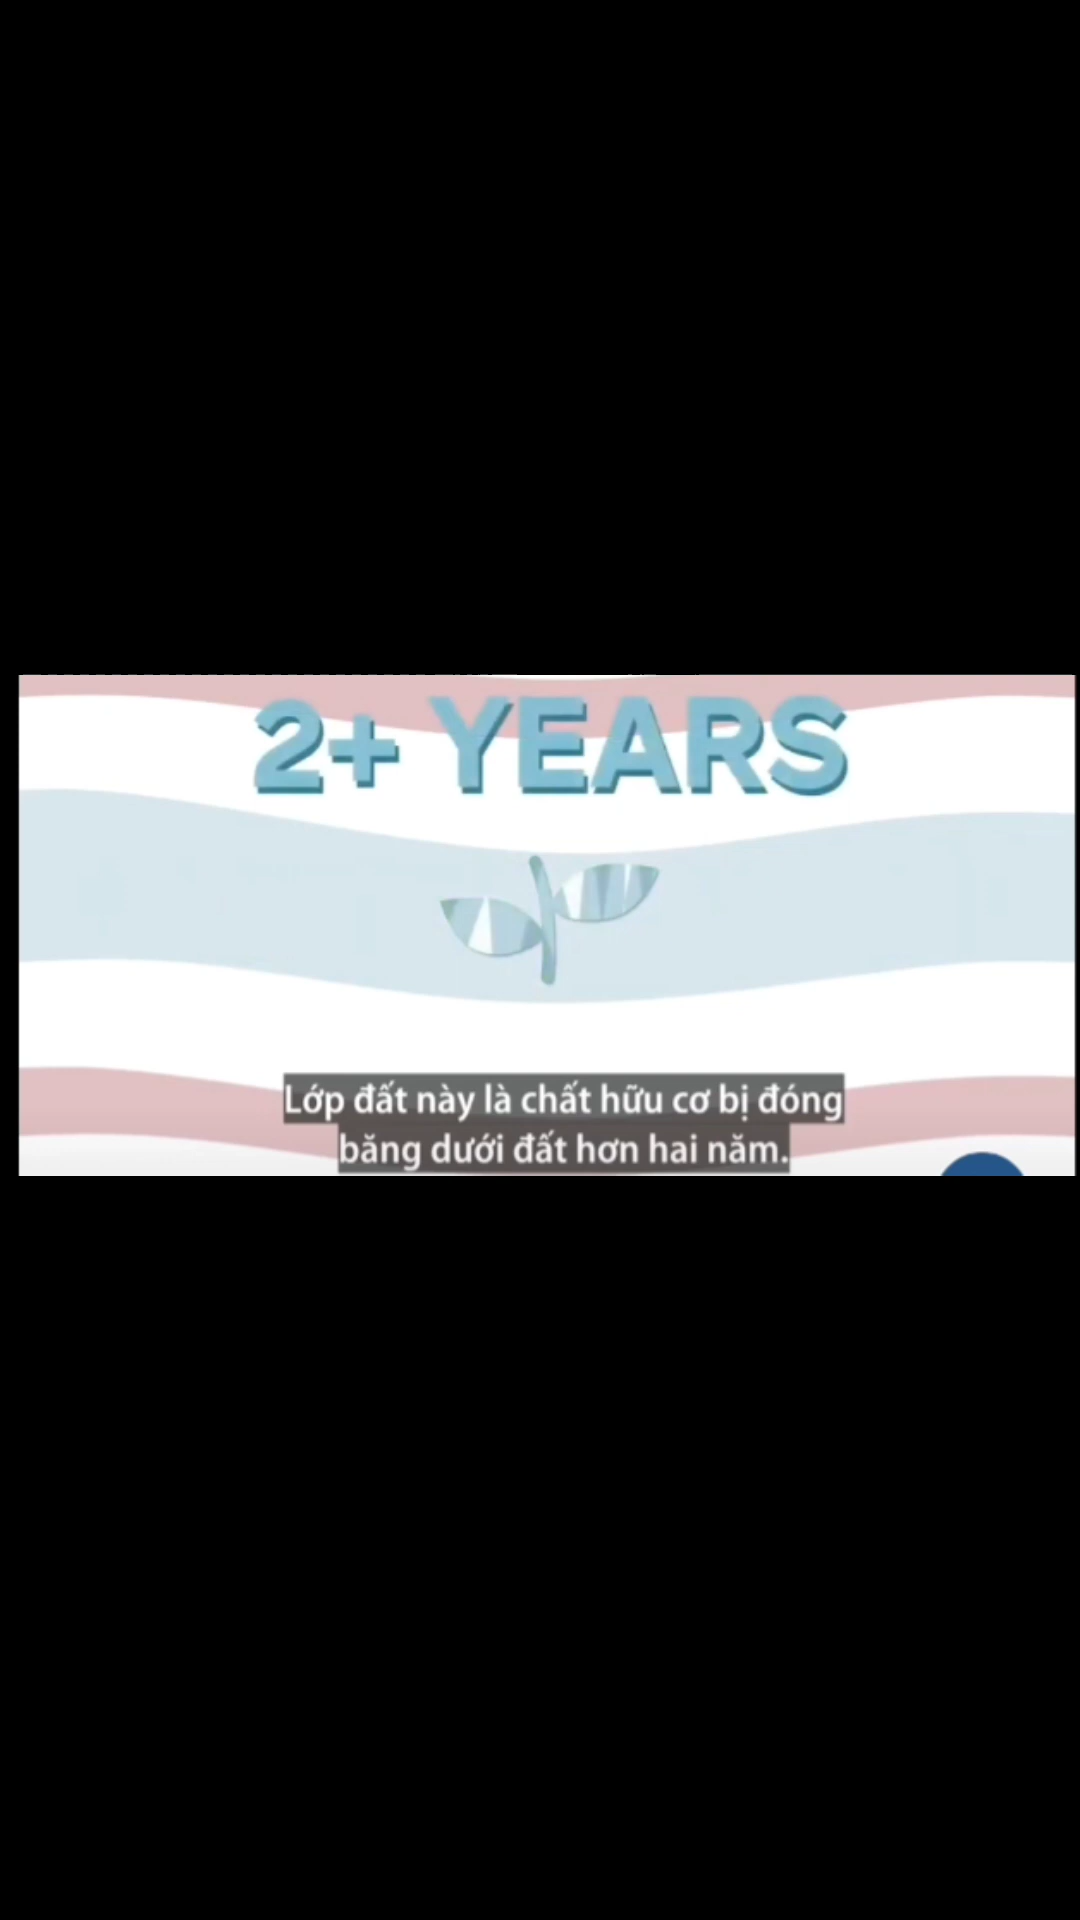 2+ YEARS
Lớp đất này là chất hữu cơ bị đóng
băng dưới đất hơn hai năm.